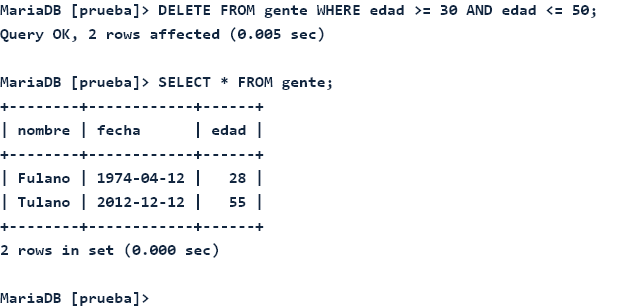 MariaDB [prueba]> DELETE FROM gente WHERE edad >= 30 AND edad <= 50;
Query OK, 2 rows affected (0.005 sec)
MariaDB [prueba]> SELECT * FROM gente;
+--------+------------+------+
| nombre | fecha      | edad |
+--------+------------+------+
| Fulano | 1974-04-12 |   28 |
| Tulano | 2012-12-12 |   55 |
+--------+------------+------+
2 rows in set (0.000 sec)
MariaDB [prueba]>